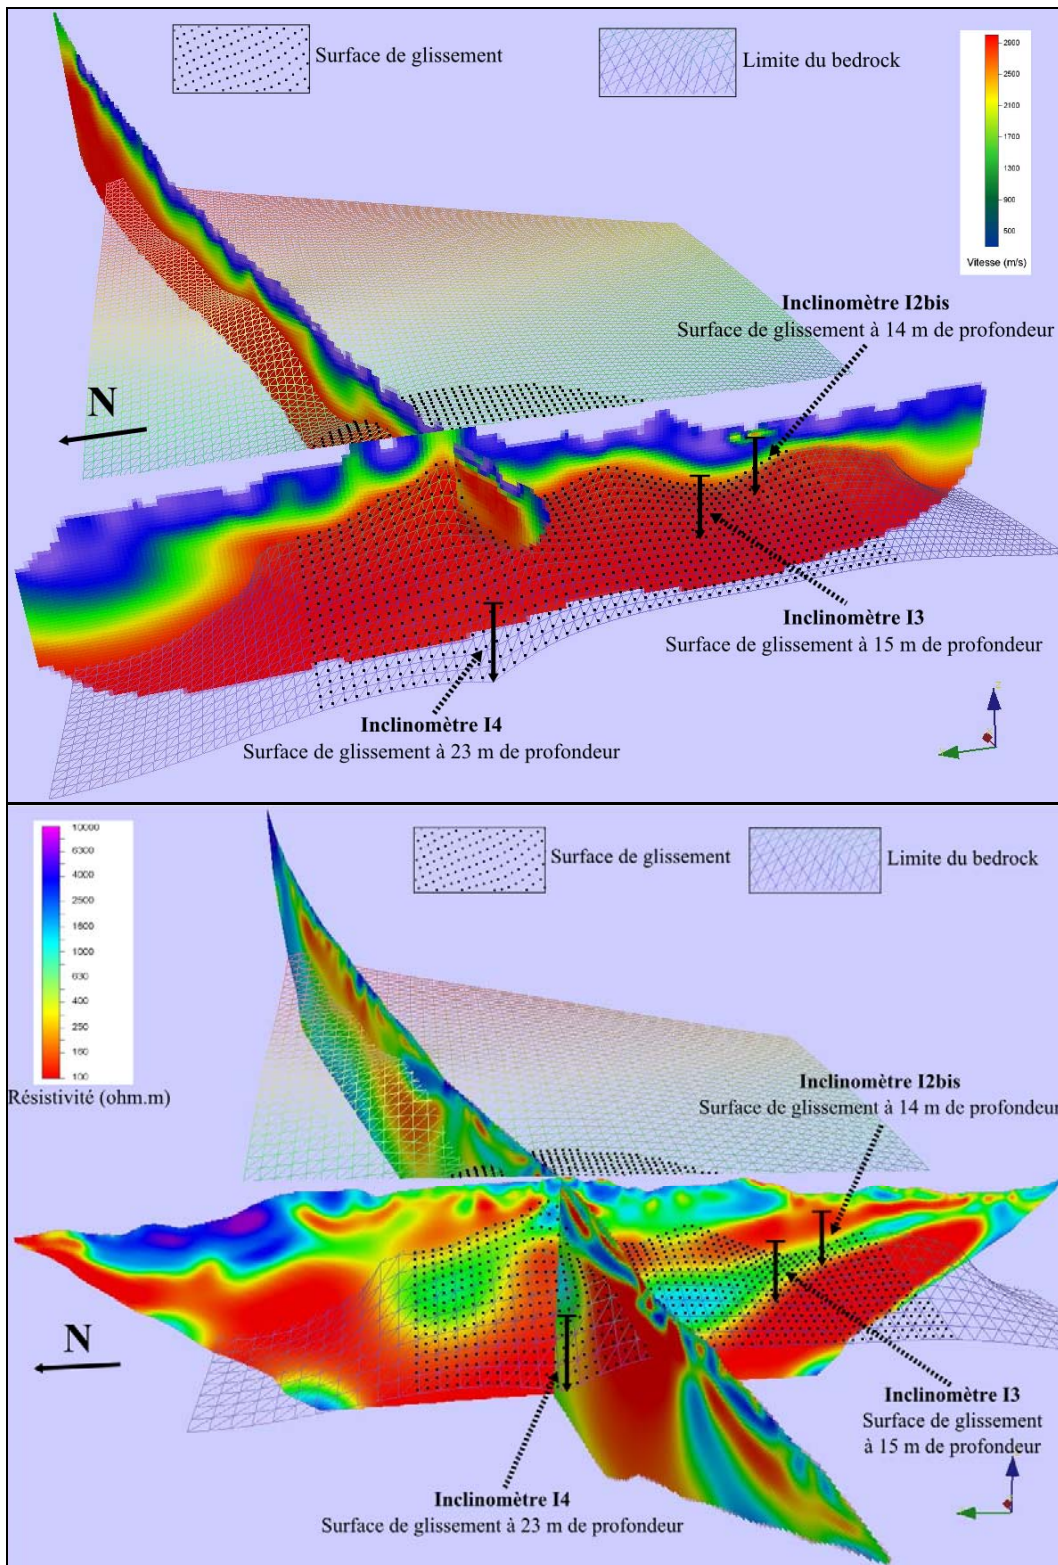 Surface de glissement
Limite du bedrock
2900
2500
1700
1300
900
500
Vitesse (m/s)
Inclinomètre I2bis
Surface de glissement à 14 m de profondeur
N
Inclinomètre I3
Surface de glissement à 15 m de profondeur
Inclinomètre I4
Surface de glissement à 23 m de profondeur
10000
6300
4000
2500
1600
1000
630
400
250
160
100
Résistivité (ohm.m)
Surface de glissement
Limite du bedrock
Inclinomètre I2bis
Surface de glissement à 14 m de profondeur
N
Inclinomètre I3
Surface de glissement
à 15 m de profondeur
Inclinomètre I4
Surface de glissement à 23 m de profondeur